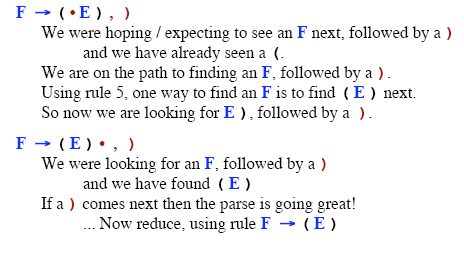 F → ( • E ) , )
We were hoping / expecting to see an F next, followed by a )
and we have already seen a (.
We are on the path to finding an F, followed by a ).
Using rule 5, one way to find an F is to find ( E ) next.
So now we are looking for E ), followed by a ).
F → ( E ) • , )
We were looking for an F, followed by a )
and we have found ( E )
If a ) comes next then the parse is going great!
... Now reduce, using rule F → ( E )